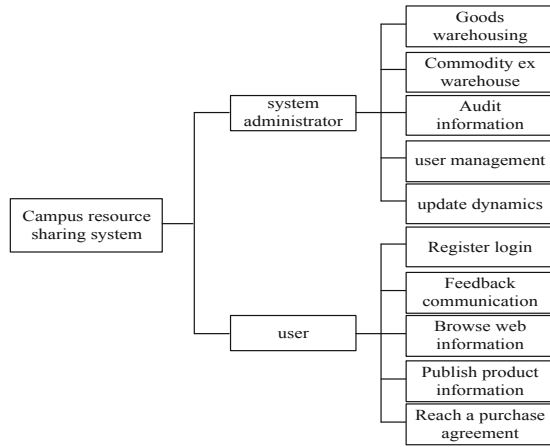 Campus resource
sharing system
system
administrator
Goods
warehousing
Commodity ex
warehouse
Audit
information
user management
update dynamics
user
Register login
Feedback
communication
Browse web
information
Publish product
information
Reach a purchase
agreement